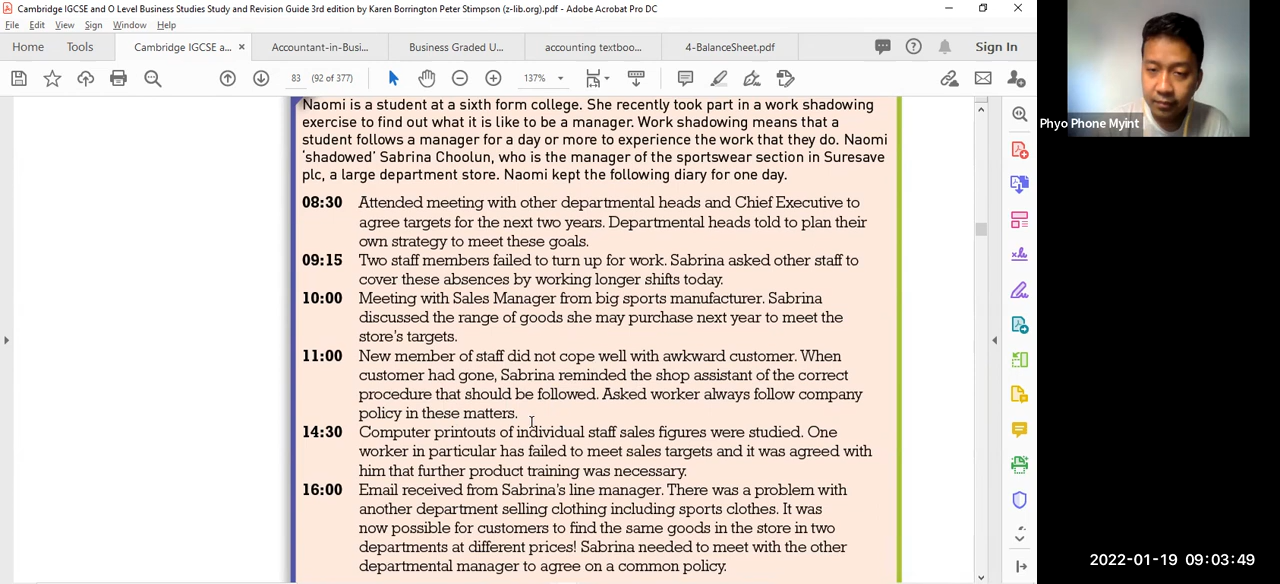 Cambridge IGCSE and O Level Business Studies Study and Revision Guide 3rd edition by Karen Borrington Peter Stimpson (z-lib.org).pdf - Adobe Acrobat Pro DC
File Edit View Sign Window Help
Home Tools Cambridge IGCSE a... × Accountant-in-Busi... Business Graded U... accounting textboo... 4-BalanceSheet.pdf Sign In
83 (92 of 377) 137%
Naomi is a student at a sixth form college. She recently took part in a work shadowing
exercise to find out what it is like to be a manager. Work shadowing means that a
student follows a manager for a day or more to experience the work that they do. Naomi
'shadowed' Sabrina Choolun, who is the manager of the sportswear section in Suresave
plc, a large department store. Naomi kept the following diary for one day.
08:30 Attended meeting with other departmental heads and Chief Executive to
agree targets for the next two years. Departmental heads told to plan their
own strategy to meet these goals.
09:15 Two staff members failed to turn up for work. Sabrina asked other staff to
cover these absences by working longer shifts today.
10:00 Meeting with Sales Manager from big sports manufacturer. Sabrina
discussed the range of goods she may purchase next year to meet the
store's targets.
11:00 New member of staff did not cope well with awkward customer. When
customer had gone, Sabrina reminded the shop assistant of the correct
procedure that should be followed. Asked worker always follow company
policy in these matters.
14:30 Computer printouts of individual staff sales figures were studied. One
worker in particular has failed to meet sales targets and it was agreed with
him that further product training was necessary.
16:00 Email received from Sabrina's line manager. There was a problem with
another department selling clothing including sports clothes. It was
now possible for customers to find the same goods in the store in two
departments at different prices! Sabrina needed to meet with the other
departmental manager to agree on a common policy.
Phyo Phone Myint
2022-01-19 09:03:49